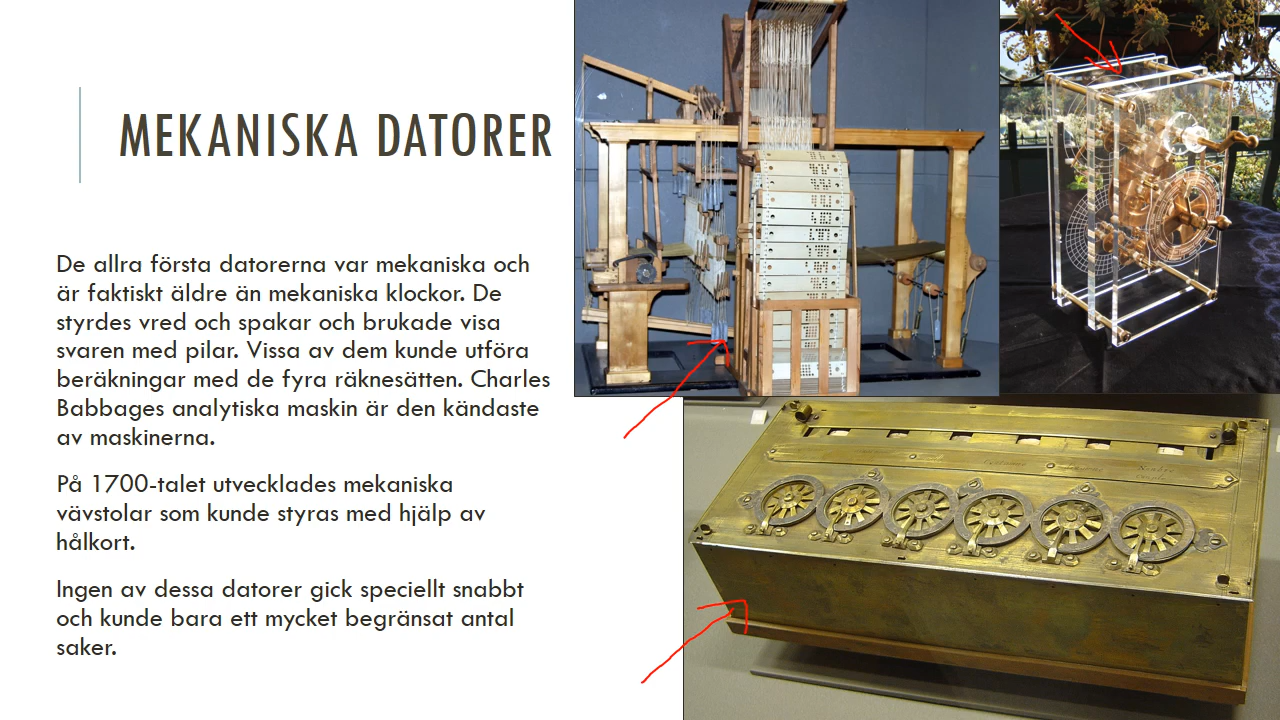 MEKANISKA DATORER
De allra första datorerna var mekaniska och
är faktiskt äldre än mekaniska klockor. De
styrdes vred och spakar och brukade visa
svaren med pilar. Vissa av dem kunde utföra
beräkningar med de fyra räknesätten. Charles
Babbages analytiska maskin är den kändaste
av maskinerna.
På 1700-talet utvecklades mekaniska
vävstolar som kunde styras med hjälp av
hålkort.
Ingen av dessa datorer gick speciellt snabbt
och kunde bara ett mycket begränsat antal
saker.